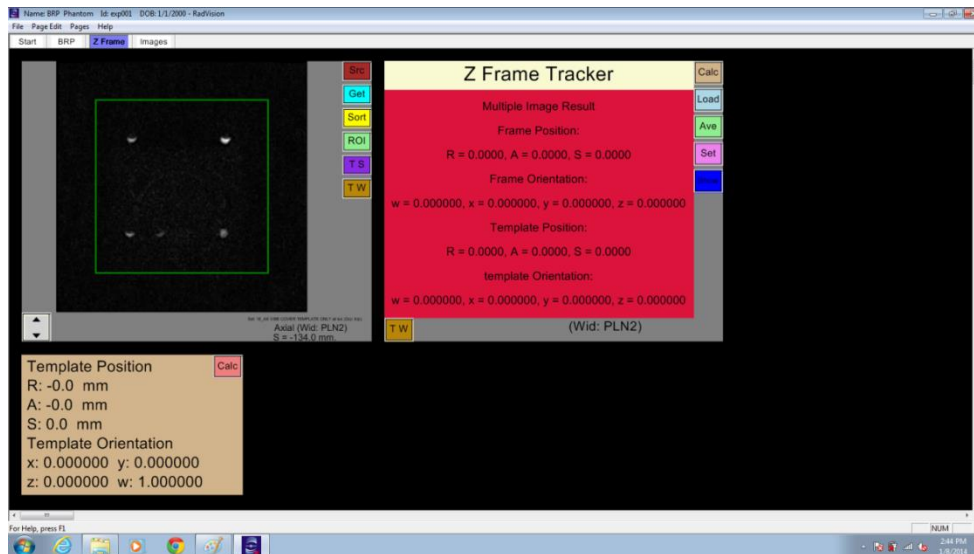 Name: BRP Phantom Id: exp001 DOB: 1/1/2000 - RadVision
File Page Edit Pages Help
Start BRP Z Frame Images
Src
Get
Sort
ROI
T S
T W
Axial (Wid: PLN2)
S = -134.0 mm.
Z Frame Tracker
Calc
Load
Ave
Set
Multiple Image Result
Frame Position:
R = 0.0000, A = 0.0000, S = 0.0000
Frame Orientation:
w = 0.000000, x = 0.000000, y = 0.000000, z = 0.000000
Template Position:
R = 0.0000, A = 0.0000, S = 0.0000
template Orientation:
w = 0.000000, x = 0.000000, y = 0.000000, z = 0.000000
T W
(Wid: PLN2)
Template Position
Calc
R: -0.0 mm
A: -0.0 mm
S: 0.0 mm
Template Orientation
x: 0.000000 y: 0.000000
z: 0.000000 w: 1.000000
For Help, press F1
NUM
2:44 PM